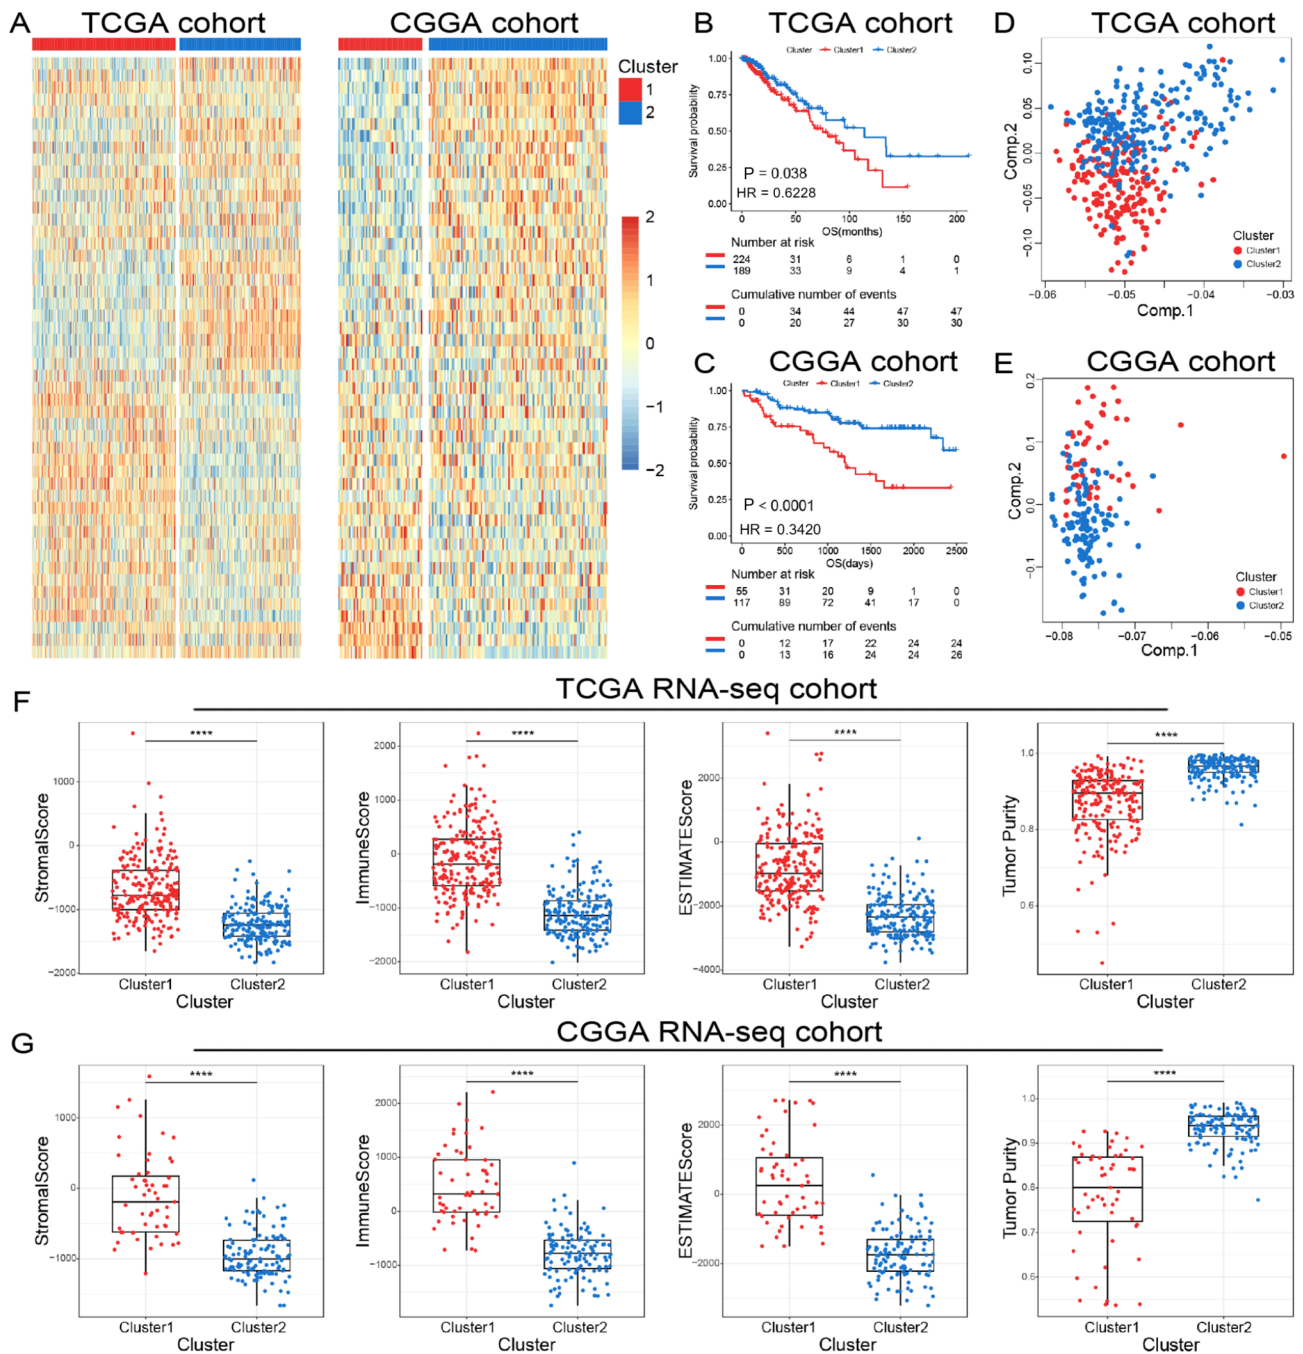 A TCGA cohort CGGA cohort
Cluster
1
2
2
1
0
−1
−2
B TCGA cohort
Cluster Cluster1 Cluster2
Survival probability
1.00
0.75
0.50
0.25
0.00
P = 0.038
HR = 0.6228
0 50 100 150 200
OS(months)
Number at risk
224 31 6 1 0
189 33 9 4 1
Cumulative number of events
0 34 44 47 47
0 20 27 30 30
C CGGA cohort
Cluster Cluster1 Cluster2
Survival probability
1.00
0.75
0.50
0.25
0.00
P < 0.0001
HR = 0.3420
0 500 1000 1500 2000 2500
OS(days)
Number at risk
55 31 20 9 1 0
117 89 72 41 17 0
Cumulative number of events
0 12 17 22 24 24
0 13 16 24 24 26
D TCGA cohort
Comp.2
0.10
0.05
0.00
−0.05
−0.10
Cluster
Cluster1
Cluster2
−0.06 −0.05 −0.04 −0.03
Comp.1
E CGGA cohort
Comp.2
0.2
0.1
0.0
−0.1
Cluster
Cluster1
Cluster2
−0.08 −0.07 −0.06 −0.05
Comp.1
F TCGA RNA-seq cohort
StromalScore
1000
0
−1000
−2000
****
Cluster1 Cluster2
Cluster
ImmuneScore
2000
1000
0
−1000
−2000
****
Cluster1 Cluster2
Cluster
ESTIMATEScore
2000
0
−2000
−4000
****
Cluster1 Cluster2
Cluster
Tumor Purity
1.0
0.8
0.6
****
Cluster1 Cluster2
Cluster
G CGGA RNA-seq cohort
StromalScore
1000
0
−1000
****
Cluster1 Cluster2
Cluster
ImmuneScore
2000
1000
0
−1000
****
Cluster1 Cluster2
Cluster
ESTIMATEScore
2000
0
−2000
****
Cluster1 Cluster2
Cluster
Tumor Purity
1.0
0.9
0.8
0.7
0.6
****
Cluster1 Cluster2
Cluster